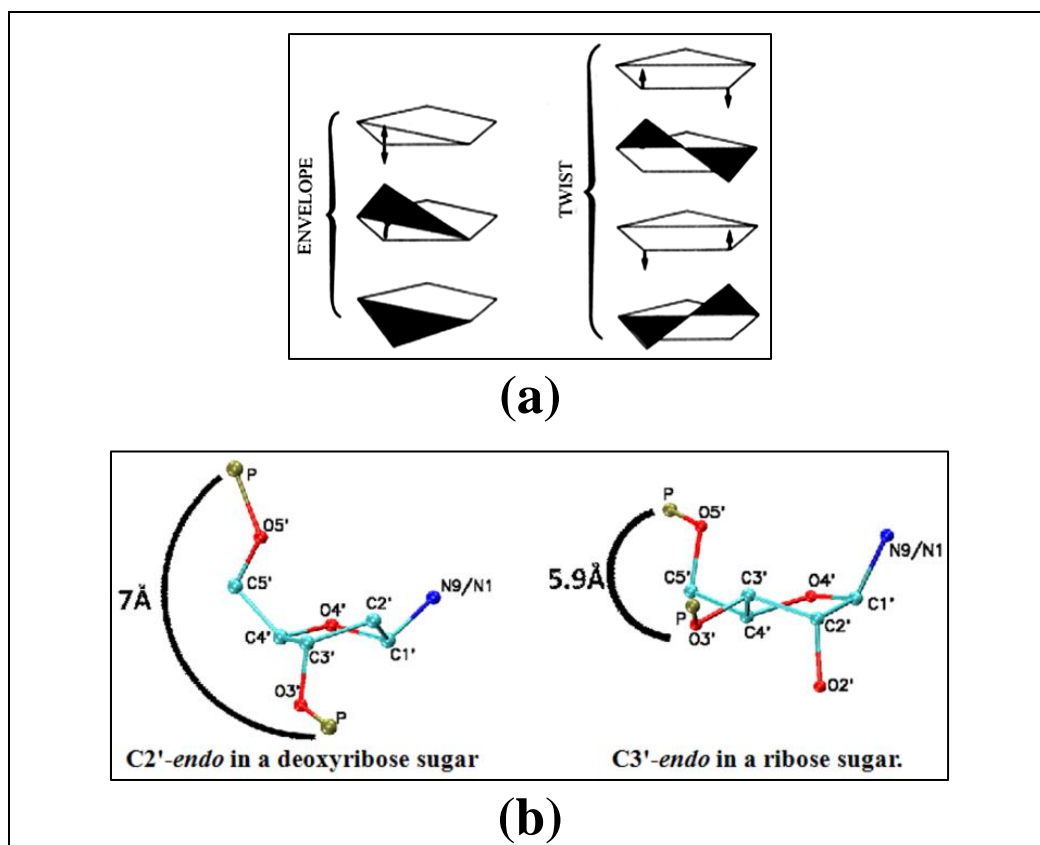 ENVELOPE
TWIST
(a)
P
O5'
7Å
C5'
N9/N1
O4'
C2'
C4'
C3'
C1'
O3'
P
C2'-endo in a deoxyribose sugar
P
O5'
N9/N1
5.9Å
C5'
C3'
O4'
P
C1'
O3'
C4'
C2'
O2'
C3'-endo in a ribose sugar.
(b)